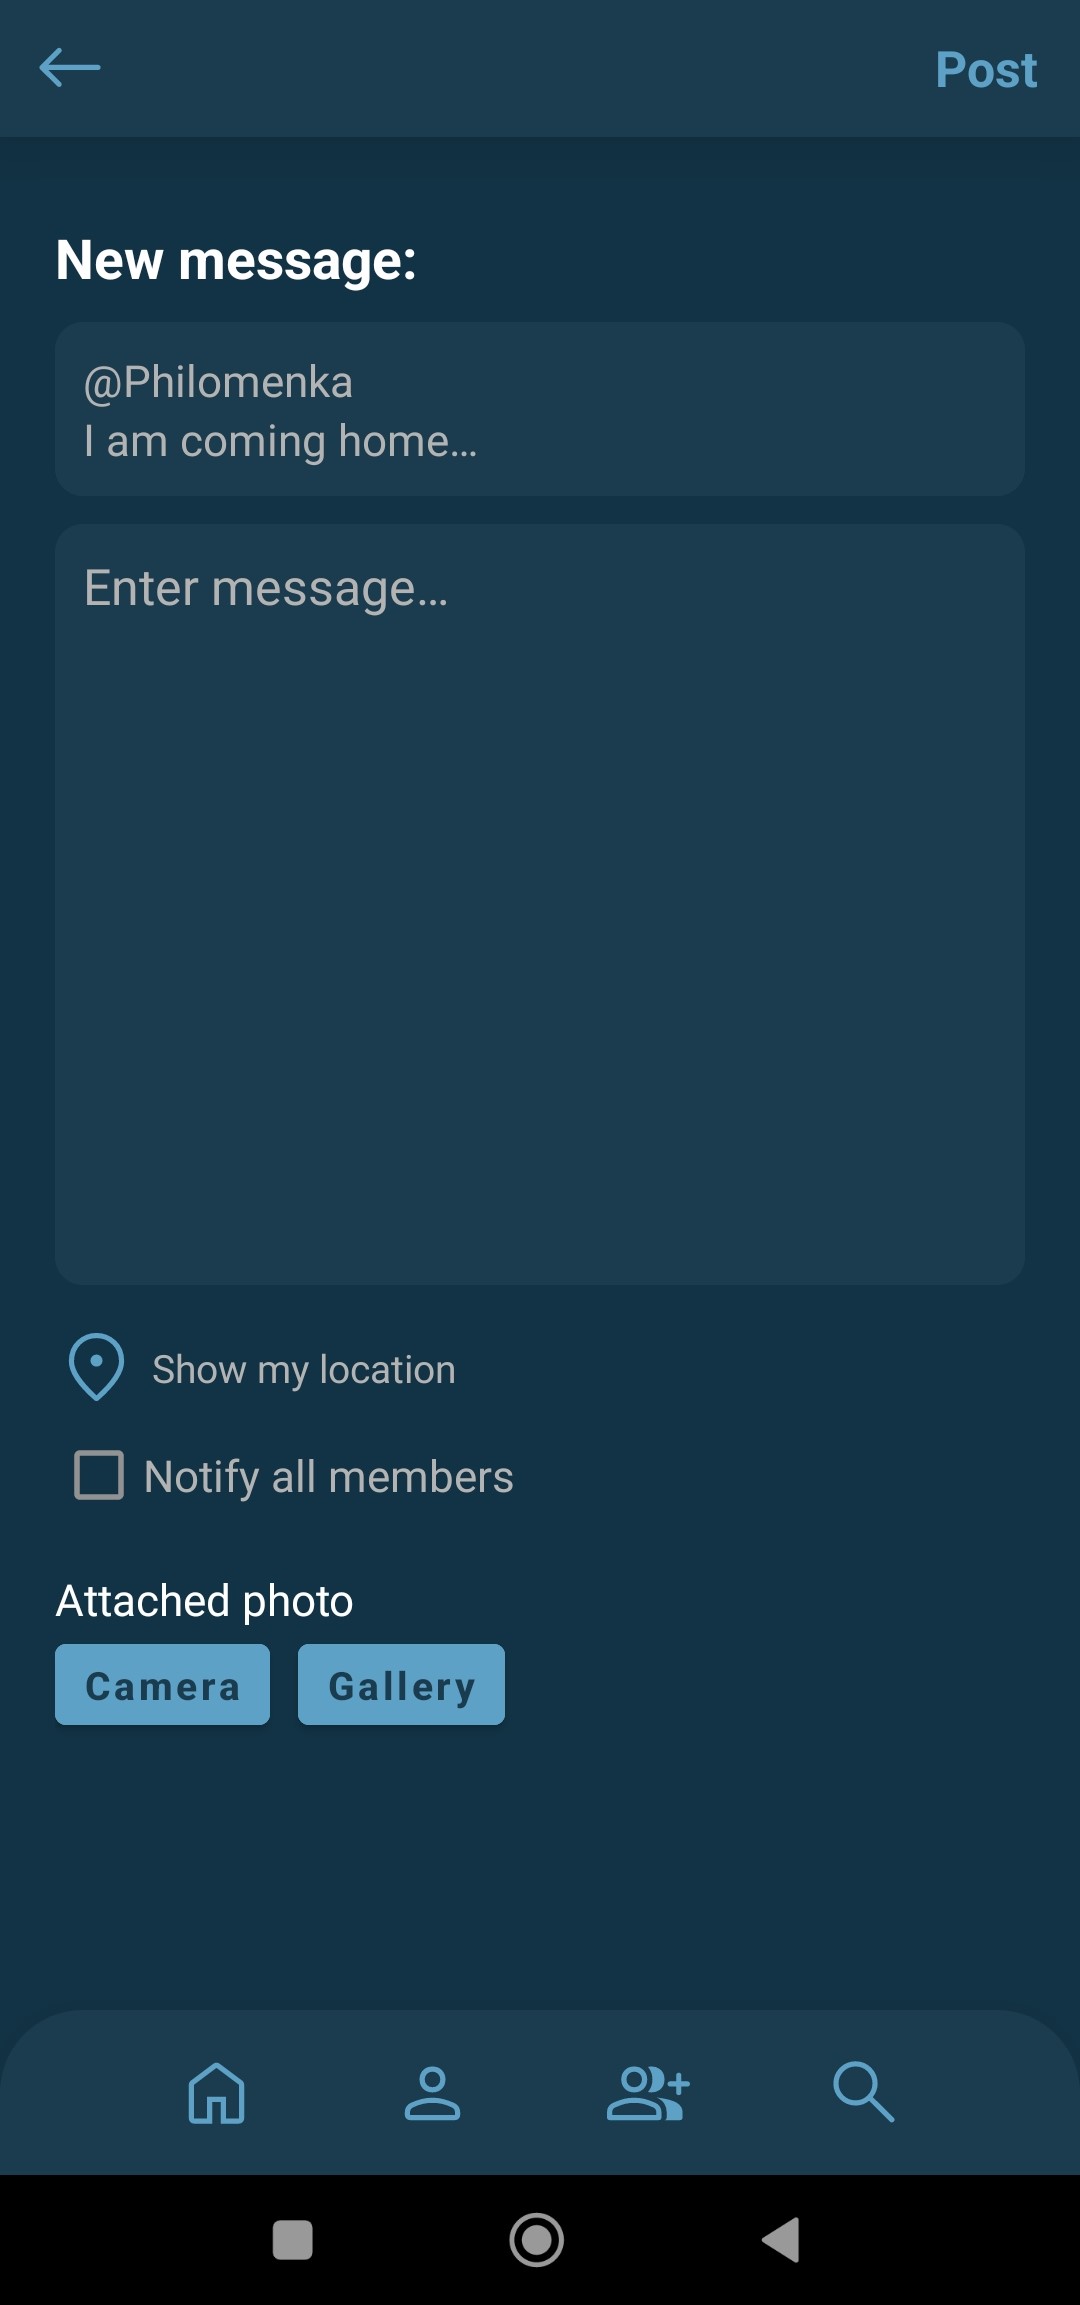 Post
New message:
@Philomenka
I am coming home...
Enter message...
Show my location
Notify all members
Attached photo
Camera
Gallery